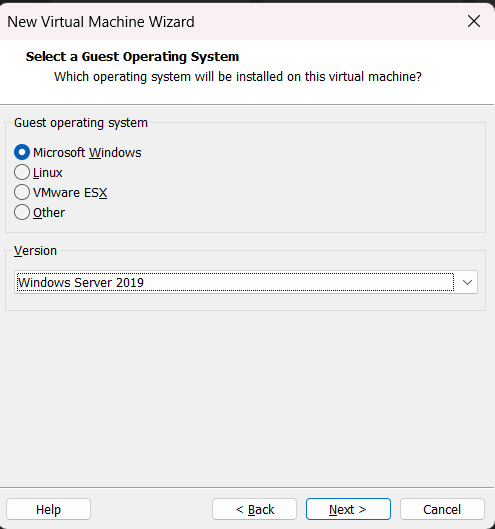 New Virtual Machine Wizard
Select a Guest Operating System
Which operating system will be installed on this virtual machine?
Guest operating system
Microsoft Windows
Linux
VMware ESX
Other
Version
Windows Server 2019
Help
< Back
Next >
Cancel